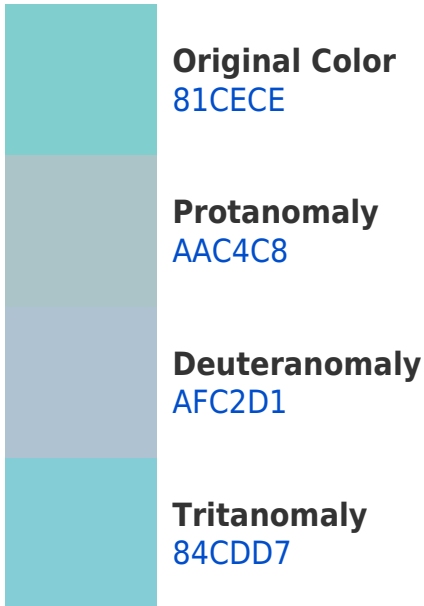 Original Color
81CECE
Protanomaly
AAC4C8
Deuteranomaly
AFC2D1
Tritanomaly
84CDD7